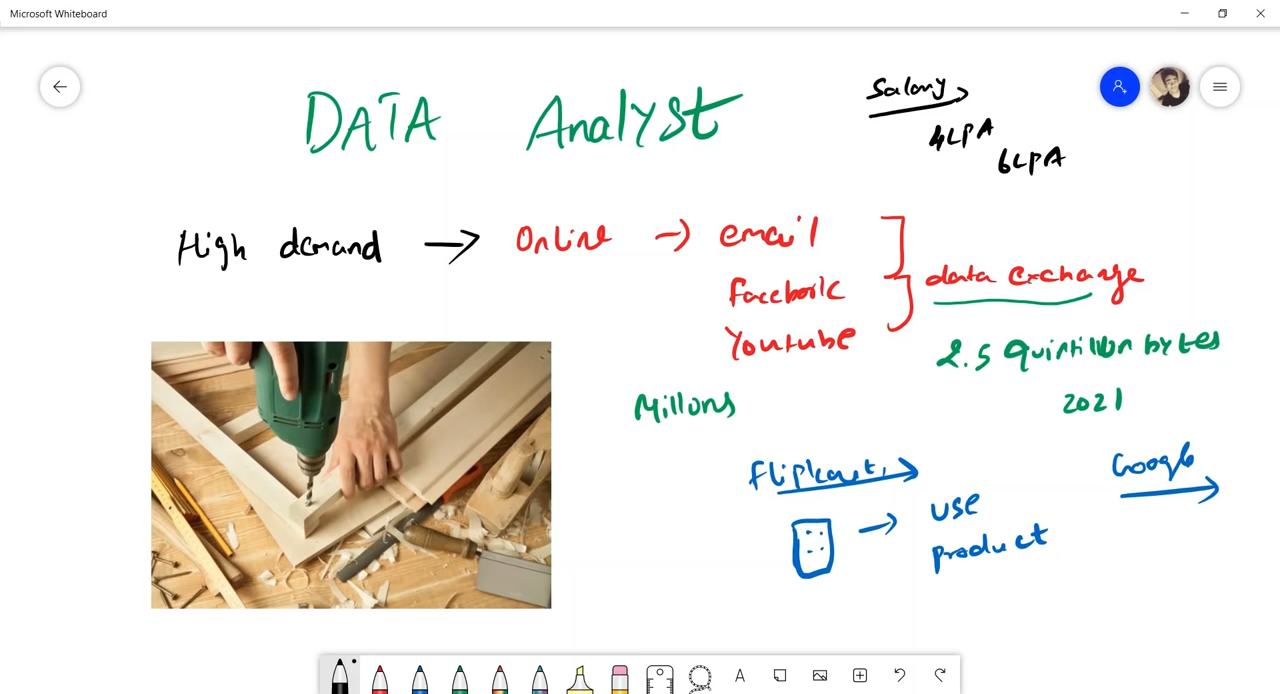 Microsoft Whiteboard
DATA Analyst
Salary
4LPA
6LPA
High demand → Online → email
Facebook
Youtube
data exchange
2.5 Quintillion bytes
2021
Millons
Flipkart
Google
use
product
A